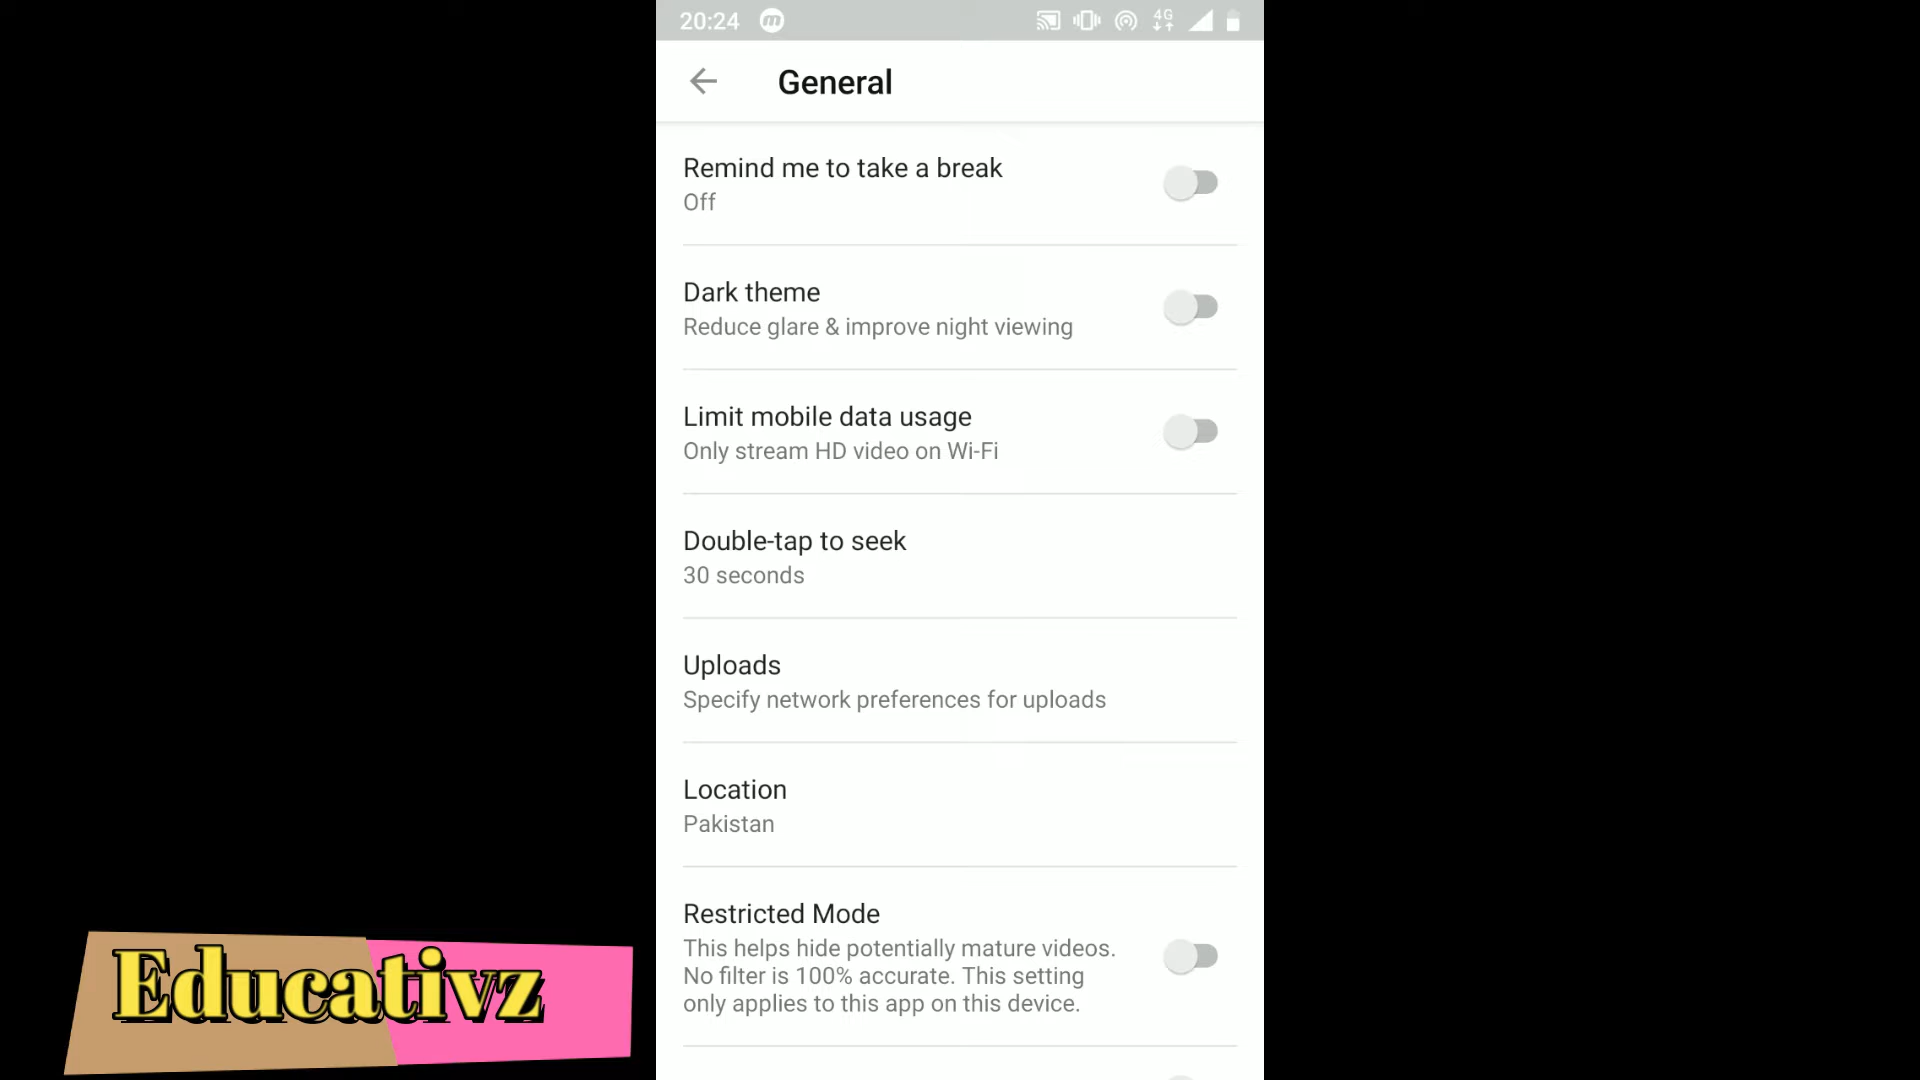 20:24
4G
General
Remind me to take a break
Off
Dark theme
Reduce glare & improve night viewing
Limit mobile data usage
Only stream HD video on Wi-Fi
Double-tap to seek
30 seconds
Uploads
Specify network preferences for uploads
Location
Pakistan
Restricted Mode
This helps hide potentially mature videos.
No filter is 100% accurate. This setting
only applies to this app on this device.
Educativz